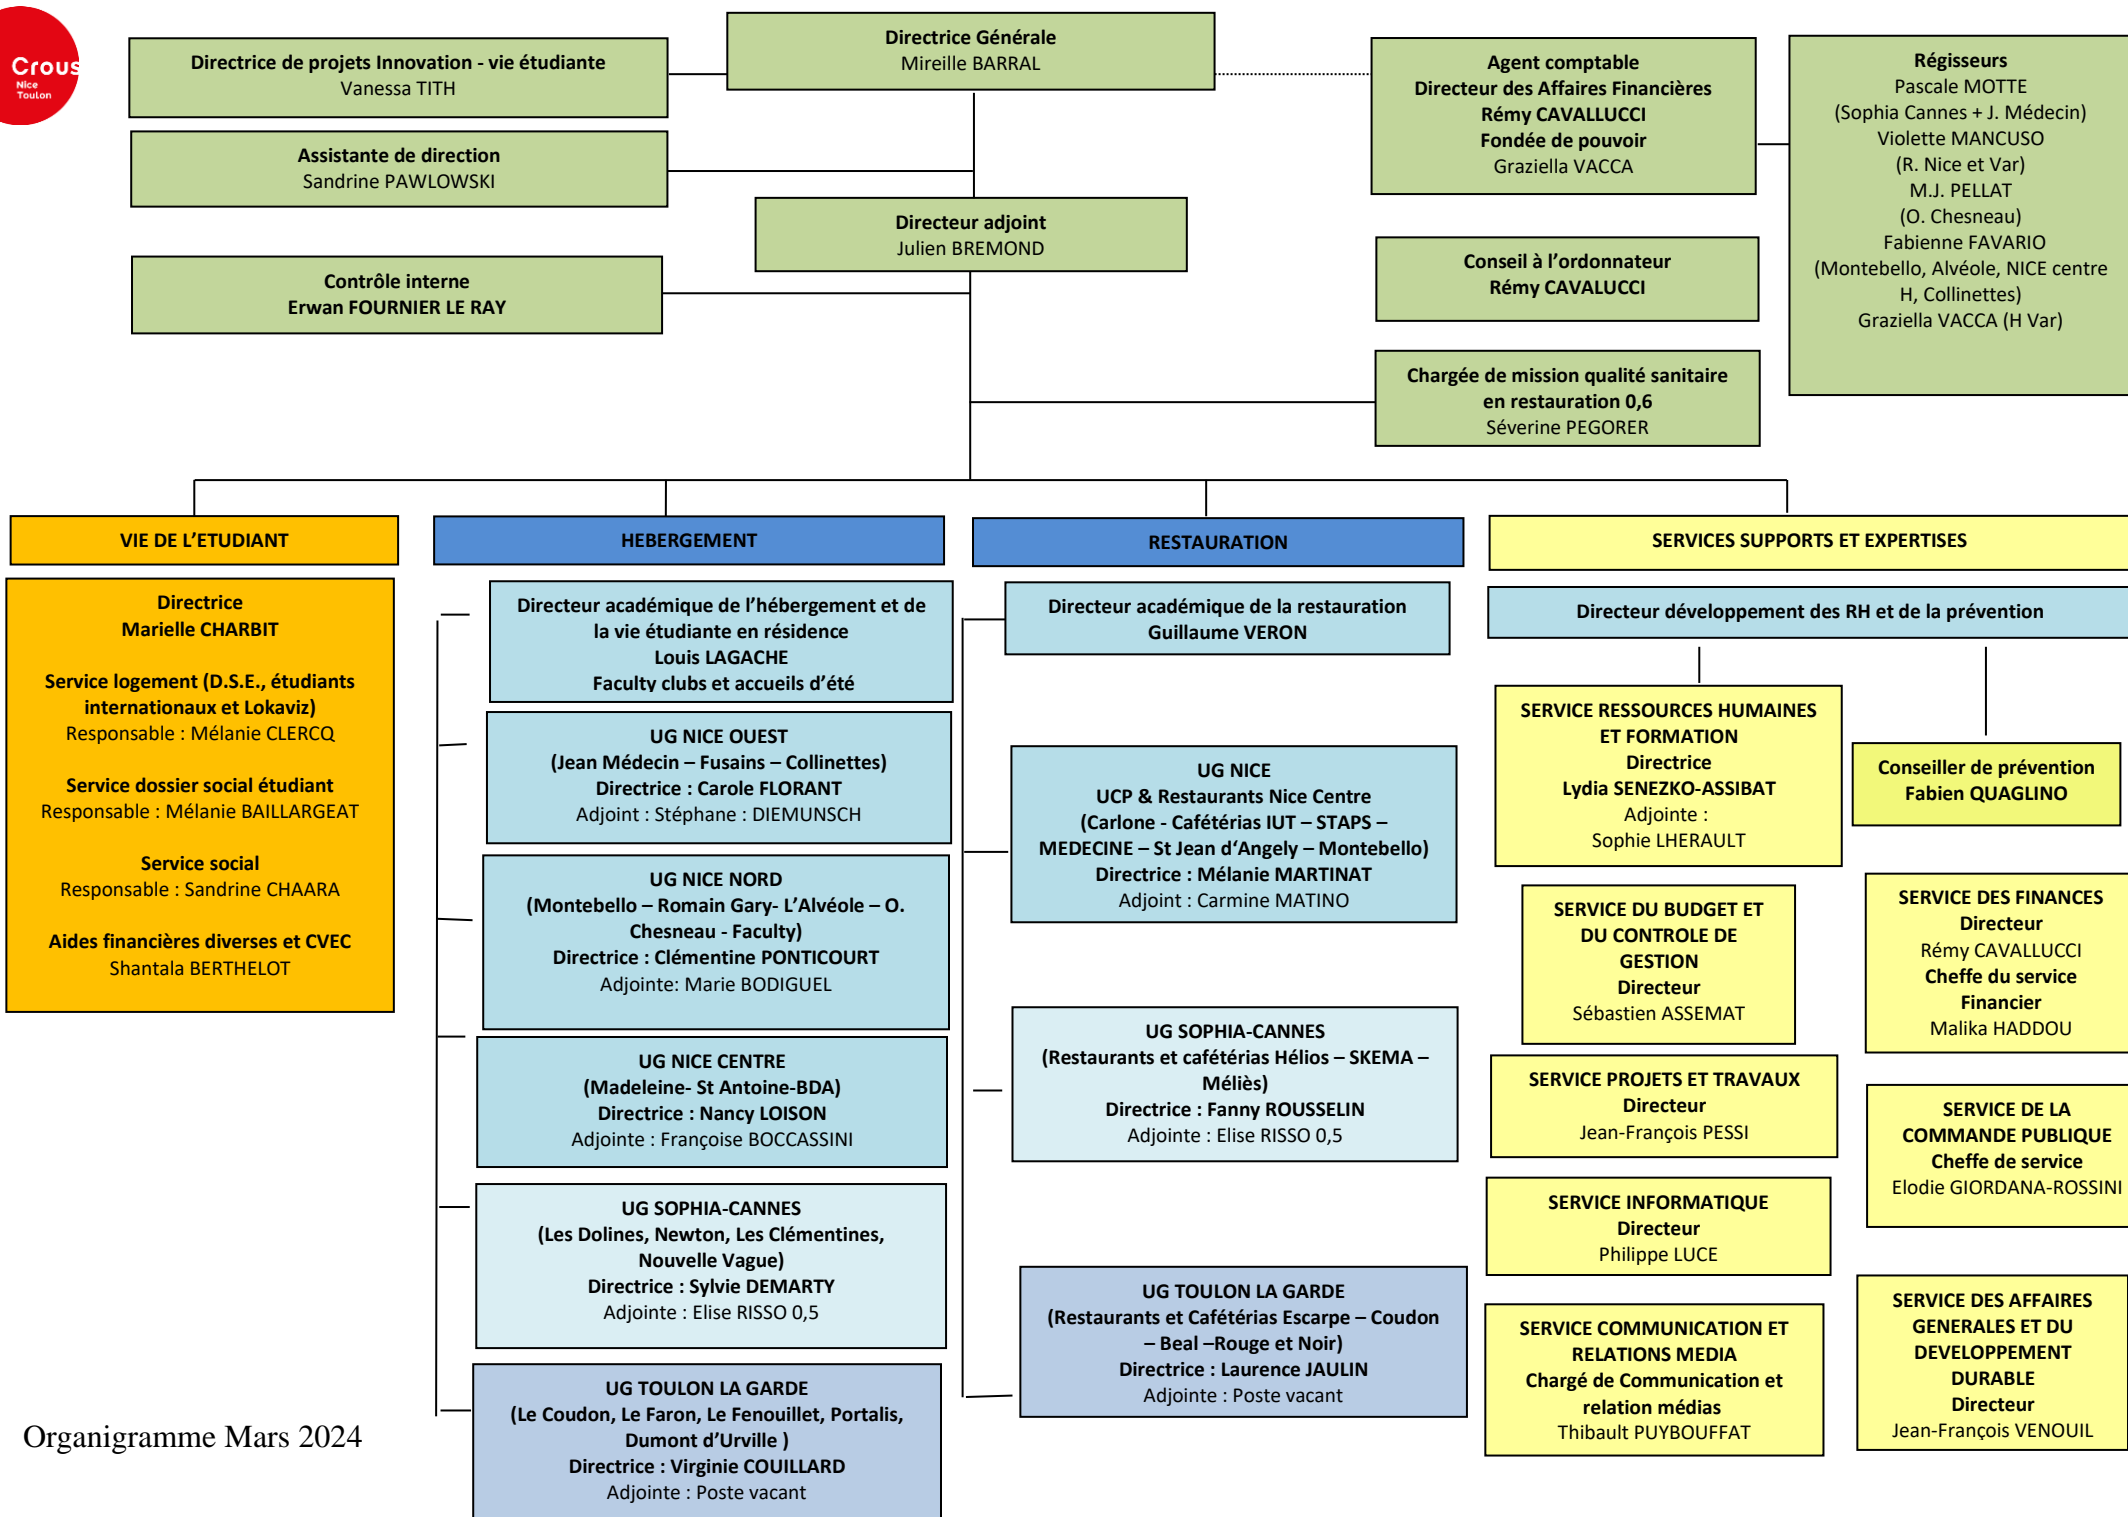 Crous
Nice
Toulon
Directrice de projets Innovation - vie étudiante
Vanessa TITH
Directrice Générale
Mireille BARRAL
Agent comptable
Directeur des Affaires Financières
Rémy CAVALLUCCI
Fondée de pouvoir
Graziella VACCA
Régisseurs
Pascale MOTTE
(Sophia Cannes + J. Médecin)
Violette MANCUSO
(R. Nice et Var)
M.J. PELLAT
(O. Chesneau)
Fabienne FAVARIO
(Montebello, Alvéole, NICE centre
H, Collinettes)
Graziella VACCA (H Var)
Assistante de direction
Sandrine PAWLOWSKI
Directeur adjoint
Julien BREMOND
Contrôle interne
Erwan FOURNIER LE RAY
Conseil à l’ordonnateur
Rémy CAVALUCCI
Chargée de mission qualité sanitaire
en restauration 0,6
Séverine PEGORER
VIE DE L’ETUDIANT
Directrice
Marielle CHARBIT
Service logement (D.S.E., étudiants
internationaux et Lokaviz)
Responsable : Mélanie CLERCQ
Service dossier social étudiant
Responsable : Mélanie BAILLARGEAT
Service social
Responsable : Sandrine CHAARA
Aides financières diverses et CVEC
Shantala BERTHELOT
HEBERGEMENT
Directeur académique de l’hébergement et de
la vie étudiante en résidence
Louis LAGACHE
Faculty clubs et accueils d’été
UG NICE OUEST
(Jean Médecin – Fusains – Collinettes)
Directrice : Carole FLORANT
Adjoint : Stéphane : DIEMUNSCH
UG NICE NORD
(Montebello – Romain Gary- L’Alvéole – O.
Chesneau - Faculty)
Directrice : Clémentine PONTICOURT
Adjointe: Marie BODIGUEL
UG NICE CENTRE
(Madeleine- St Antoine-BDA)
Directrice : Nancy LOISON
Adjointe : Françoise BOCCASSINI
UG SOPHIA-CANNES
(Les Dolines, Newton, Les Clémentines,
Nouvelle Vague)
Directrice : Sylvie DEMARTY
Adjointe : Elise RISSO 0,5
UG TOULON LA GARDE
(Le Coudon, Le Faron, Le Fenouillet, Portalis,
Dumont d’Urville )
Directrice : Virginie COUILLARD
Adjointe : Poste vacant
RESTAURATION
Directeur académique de la restauration
Guillaume VERON
UG NICE
UCP & Restaurants Nice Centre
(Carlone - Cafétérias IUT – STAPS –
MEDECINE – St Jean d‘Angely – Montebello)
Directrice : Mélanie MARTINAT
Adjoint : Carmine MATINO
UG SOPHIA-CANNES
(Restaurants et cafétérias Hélios – SKEMA –
Méliès)
Directrice : Fanny ROUSSELIN
Adjointe : Elise RISSO 0,5
UG TOULON LA GARDE
(Restaurants et Cafétérias Escarpe – Coudon
– Beal –Rouge et Noir)
Directrice : Laurence JAULIN
Adjointe : Poste vacant
SERVICES SUPPORTS ET EXPERTISES
Directeur développement des RH et de la prévention
SERVICE RESSOURCES HUMAINES
ET FORMATION
Directrice
Lydia SENEZKO-ASSIBAT
Adjointe :
Sophie LHERAULT
Conseiller de prévention
Fabien QUAGLINO
SERVICE DU BUDGET ET
DU CONTROLE DE
GESTION
Directeur
Sébastien ASSEMAT
SERVICE DES FINANCES
Directeur
Rémy CAVALLUCCI
Cheffe du service
Financier
Malika HADDOU
SERVICE PROJETS ET TRAVAUX
Directeur
Jean-François PESSI
SERVICE DE LA
COMMANDE PUBLIQUE
Cheffe de service
Elodie GIORDANA-ROSSINI
SERVICE INFORMATIQUE
Directeur
Philippe LUCE
SERVICE COMMUNICATION ET
RELATIONS MEDIA
Chargé de Communication et
relation médias
Thibault PUYBOUFFAT
SERVICE DES AFFAIRES
GENERALES ET DU
DEVELOPPEMENT
DURABLE
Directeur
Jean-François VENOUIL
Organigramme Mars 2024